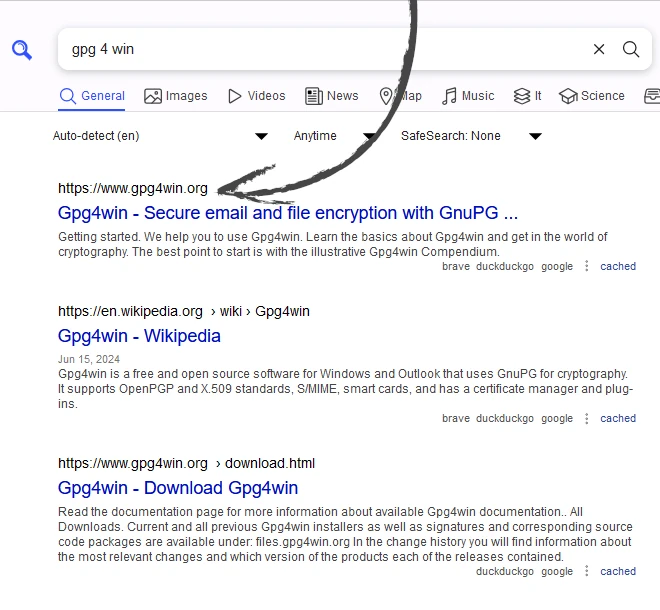 gpg 4 win
General Images Videos News Map Music It Science
Auto-detect (en) Anytime SafeSearch: None
https://www.gpg4win.org
Gpg4win - Secure email and file encryption with GnuPG ...
Getting started. We help you to use Gpg4win. Learn the basics about Gpg4win and get in the world of
cryptography. The best point to start is with the illustrative Gpg4win Compendium.
brave duckduckgo google cached
https://en.wikipedia.org › wiki › Gpg4win
Gpg4win - Wikipedia
Jun 15, 2024
Gpg4win is a free and open source software for Windows and Outlook that uses GnuPG for cryptography.
It supports OpenPGP and X.509 standards, S/MIME, smart cards, and has a certificate manager and plug-
ins.
brave duckduckgo google cached
https://www.gpg4win.org › download.html
Gpg4win - Download Gpg4win
Read the documentation page for more information about available Gpg4win documentation.. All
Downloads. Current and all previous Gpg4win installers as well as signatures and corresponding source
code packages are available under: files.gpg4win.org In the change history you will find information about
the most relevant changes and which version of the products each of the releases contained.
duckduckgo google cached